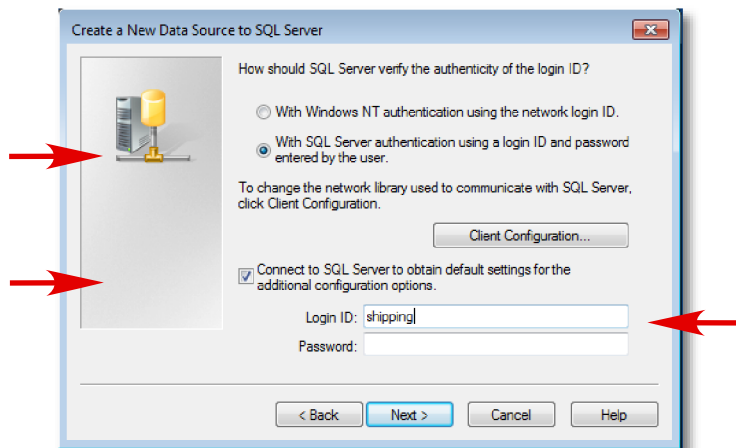 Create a New Data Source to SQL Server
How should SQL Server verify the authenticity of the login ID?
With Windows NT authentication using the network login ID.
With SQL Server authentication using a login ID and password
entered by the user.
To change the network library used to communicate with SQL Server,
click Client Configuration.
Client Configuration...
Connect to SQL Server to obtain default settings for the
additional configuration options.
Login ID: shipping
Password:
< Back Next > Cancel Help